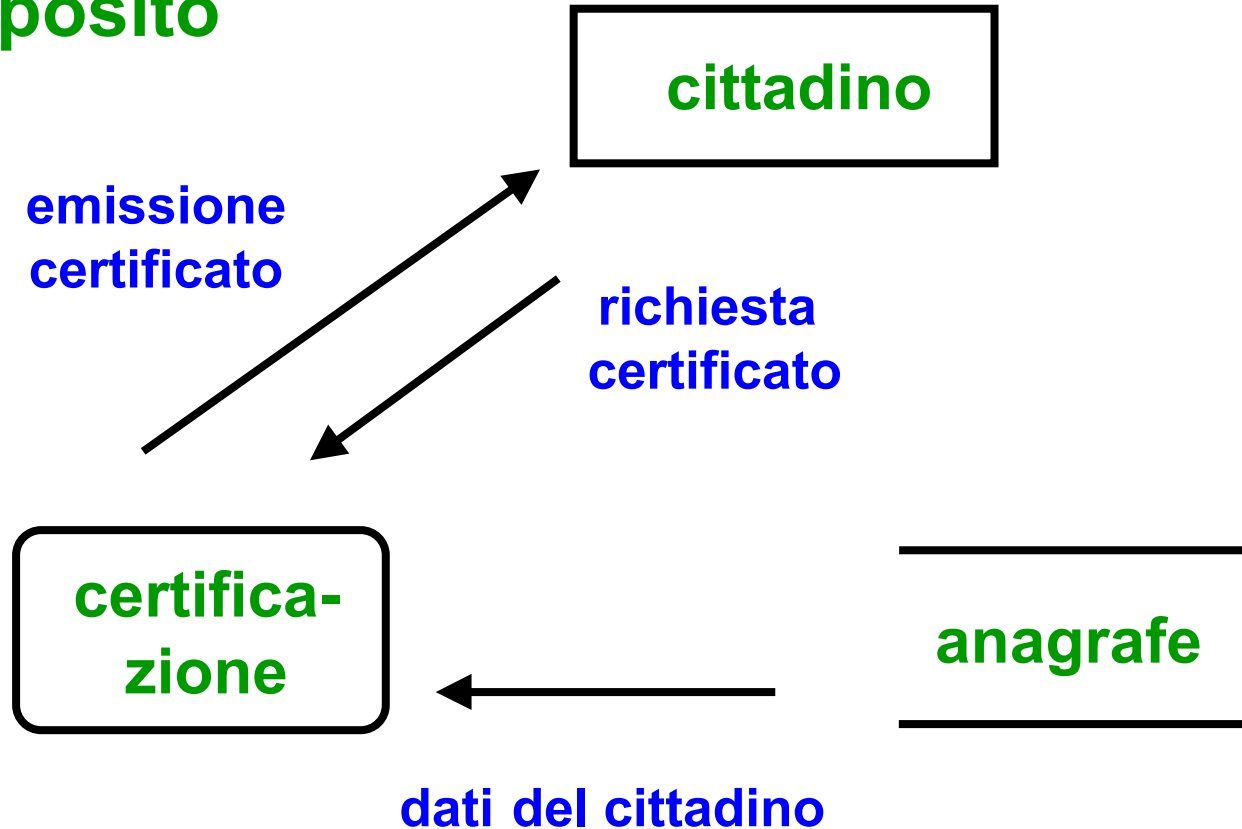 posito
cittadino
emissione
certificato
richiesta
certificato
certifica-
zione
anagrafe
dati del cittadino